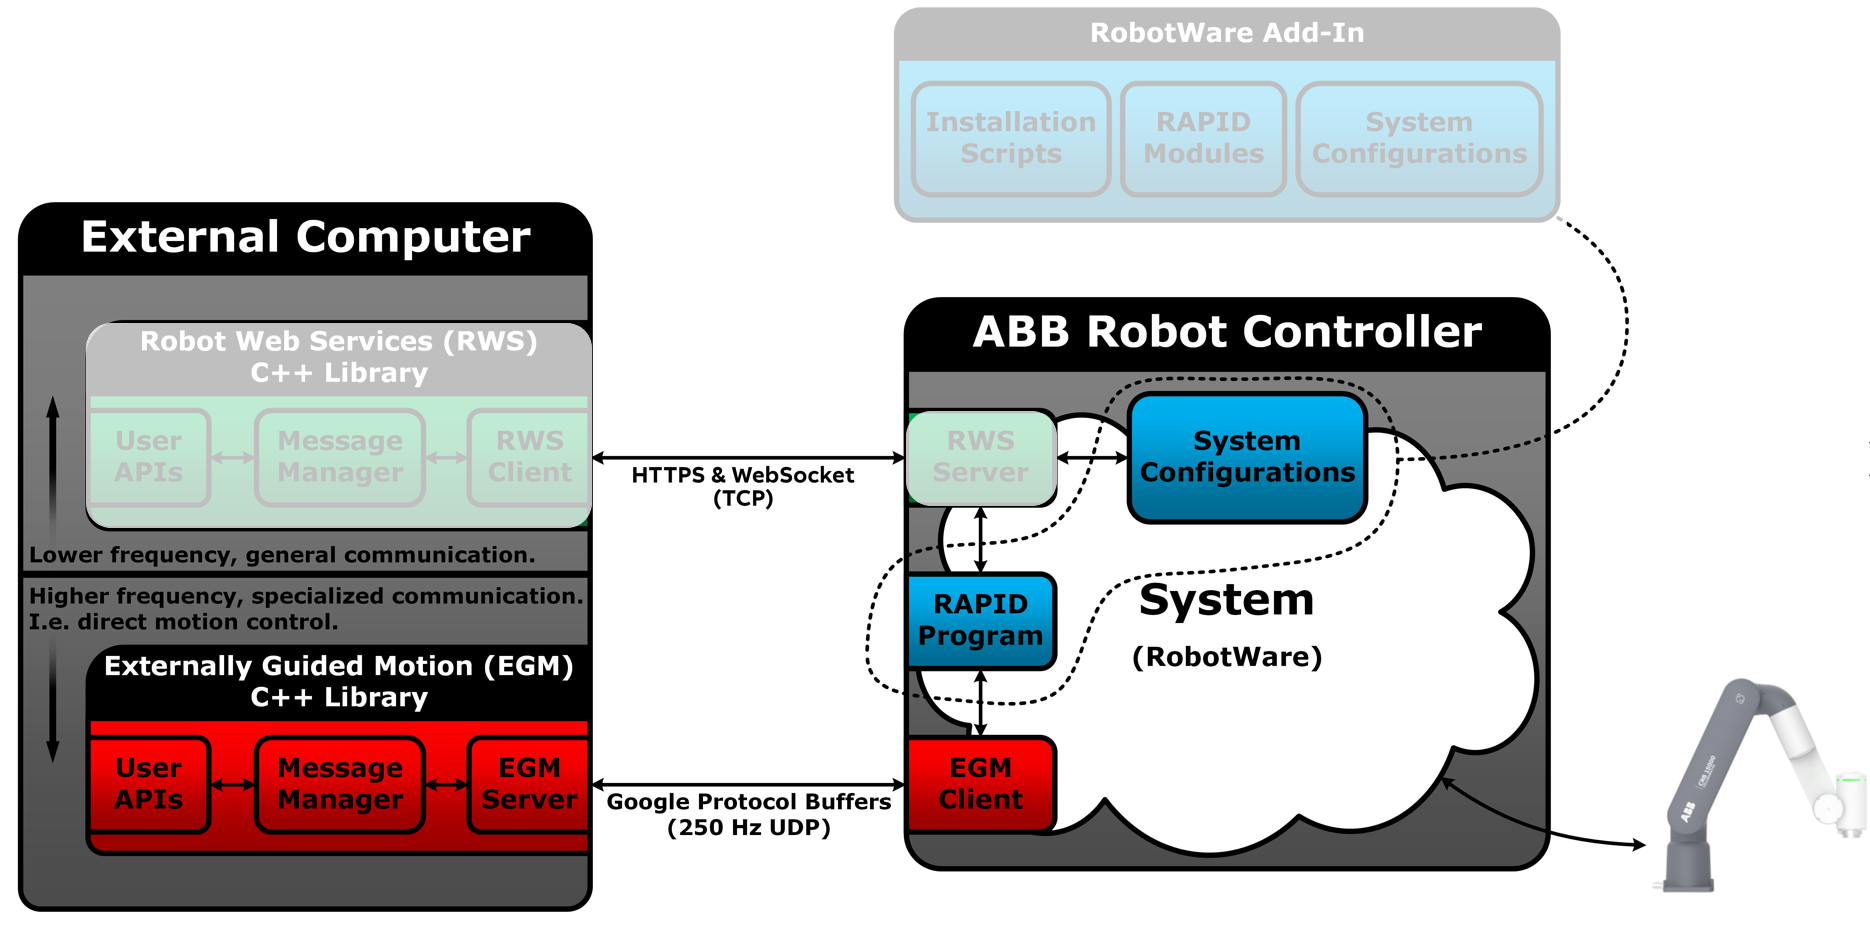 RobotWare Add-In
Installation
Scripts
RAPID
Modules
System
Configurations
External Computer
Robot Web Services (RWS)
C++ Library
User
APIs
Message
Manager
RWS
Client
Lower frequency, general communication.
Higher frequency, specialized communication.
I.e. direct motion control.
Externally Guided Motion (EGM)
C++ Library
User
APIs
Message
Manager
EGM
Server
HTTPS & WebSocket
(TCP)
Google Protocol Buffers
(250 Hz UDP)
ABB Robot Controller
RWS
Server
System
Configurations
RAPID
Program
System
(RobotWare)
EGM
Client
ABB
CRB 15000